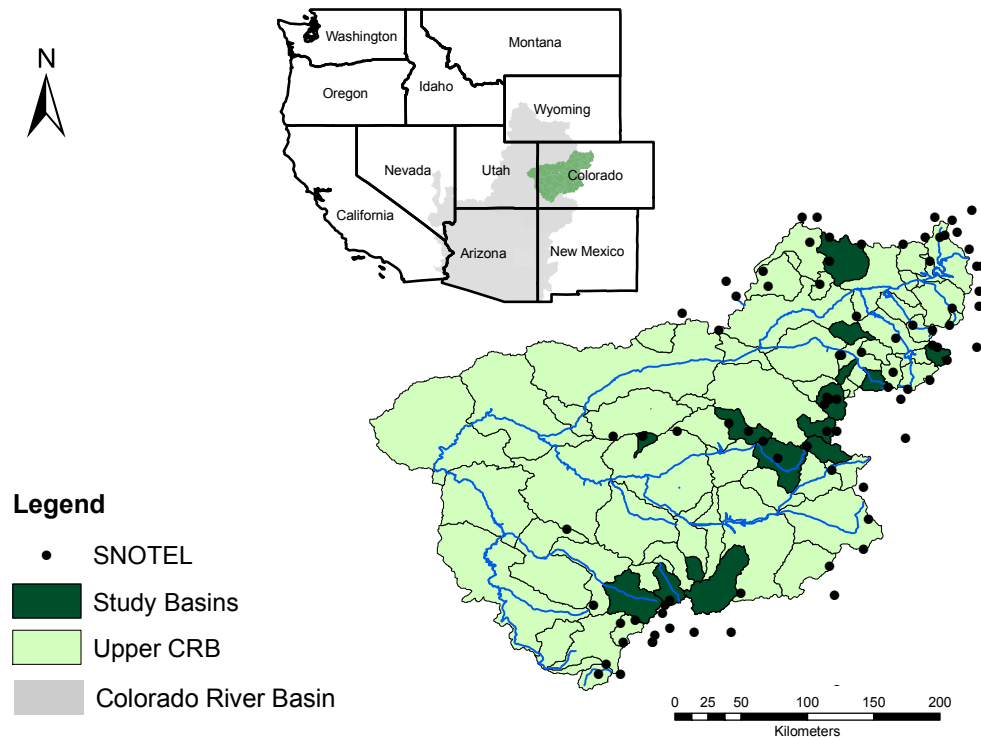 N
Washington
Montana
Oregon
Idaho
Wyoming
Nevada
Utah
Colorado
California
Arizona
New Mexico
Legend
SNOTEL
Study Basins
Upper CRB
Colorado River Basin
0 25 50 100 150 200
Kilometers